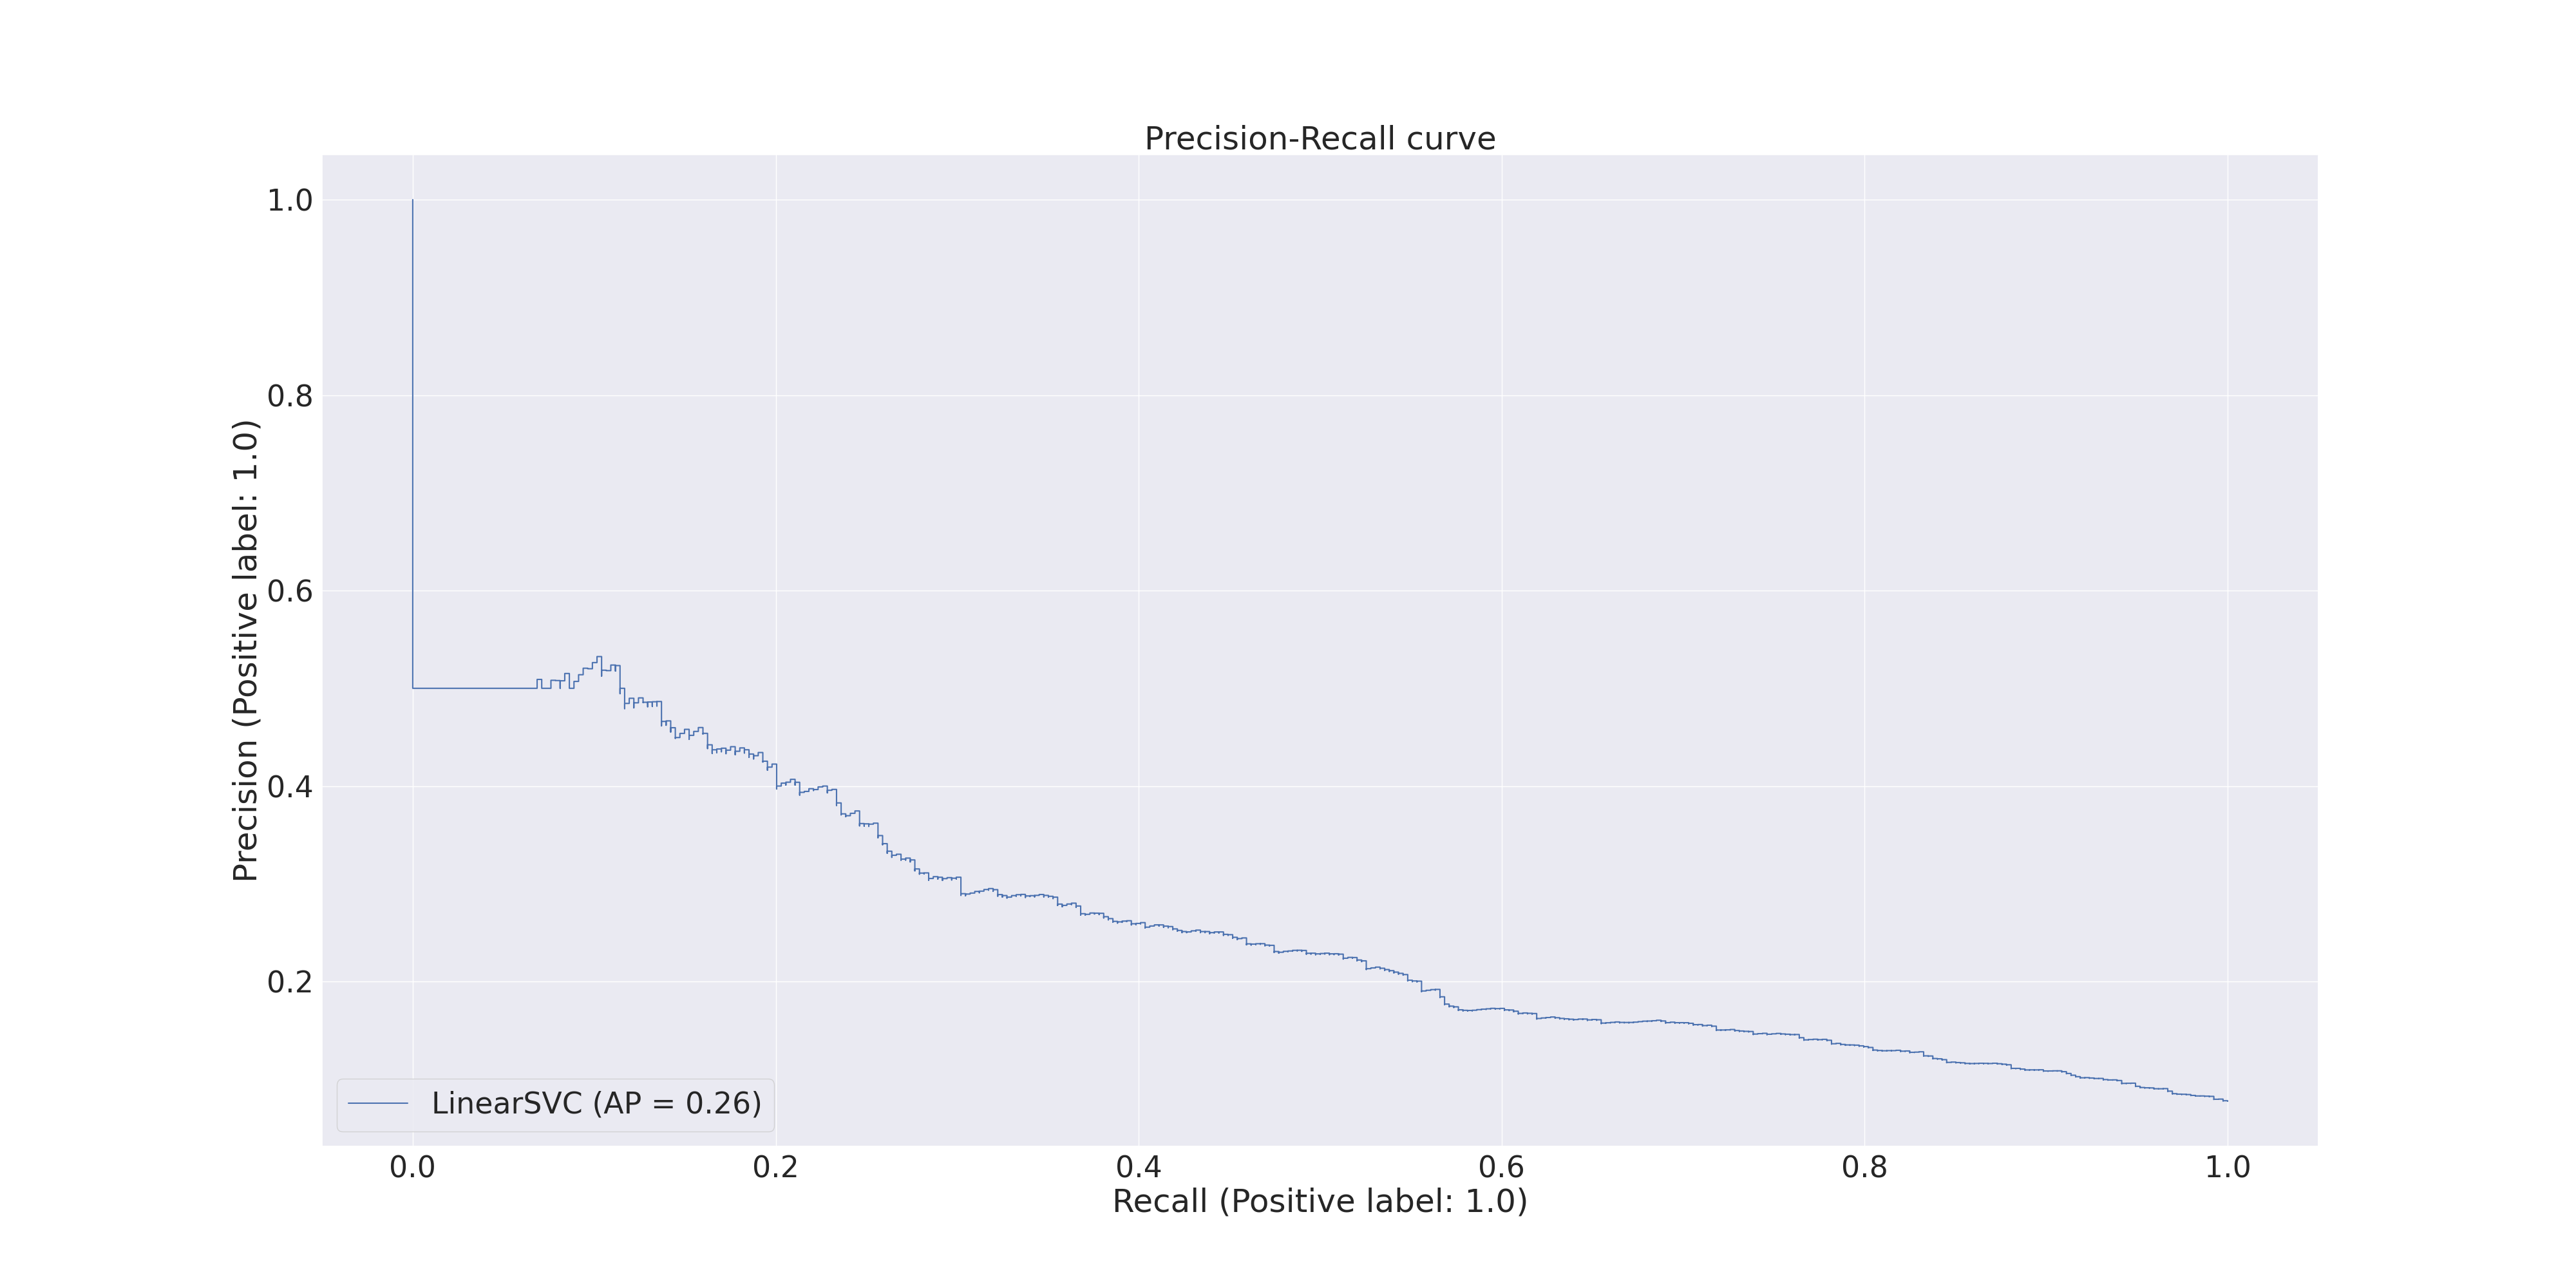 Precision-Recall curve
1.0
0.8
0.6
0.4
0.2
Precision (Positive label: 1.0)
LinearSVC (AP = 0.26)
0.0 0.2 0.4 0.6 0.8 1.0
Recall (Positive label: 1.0)